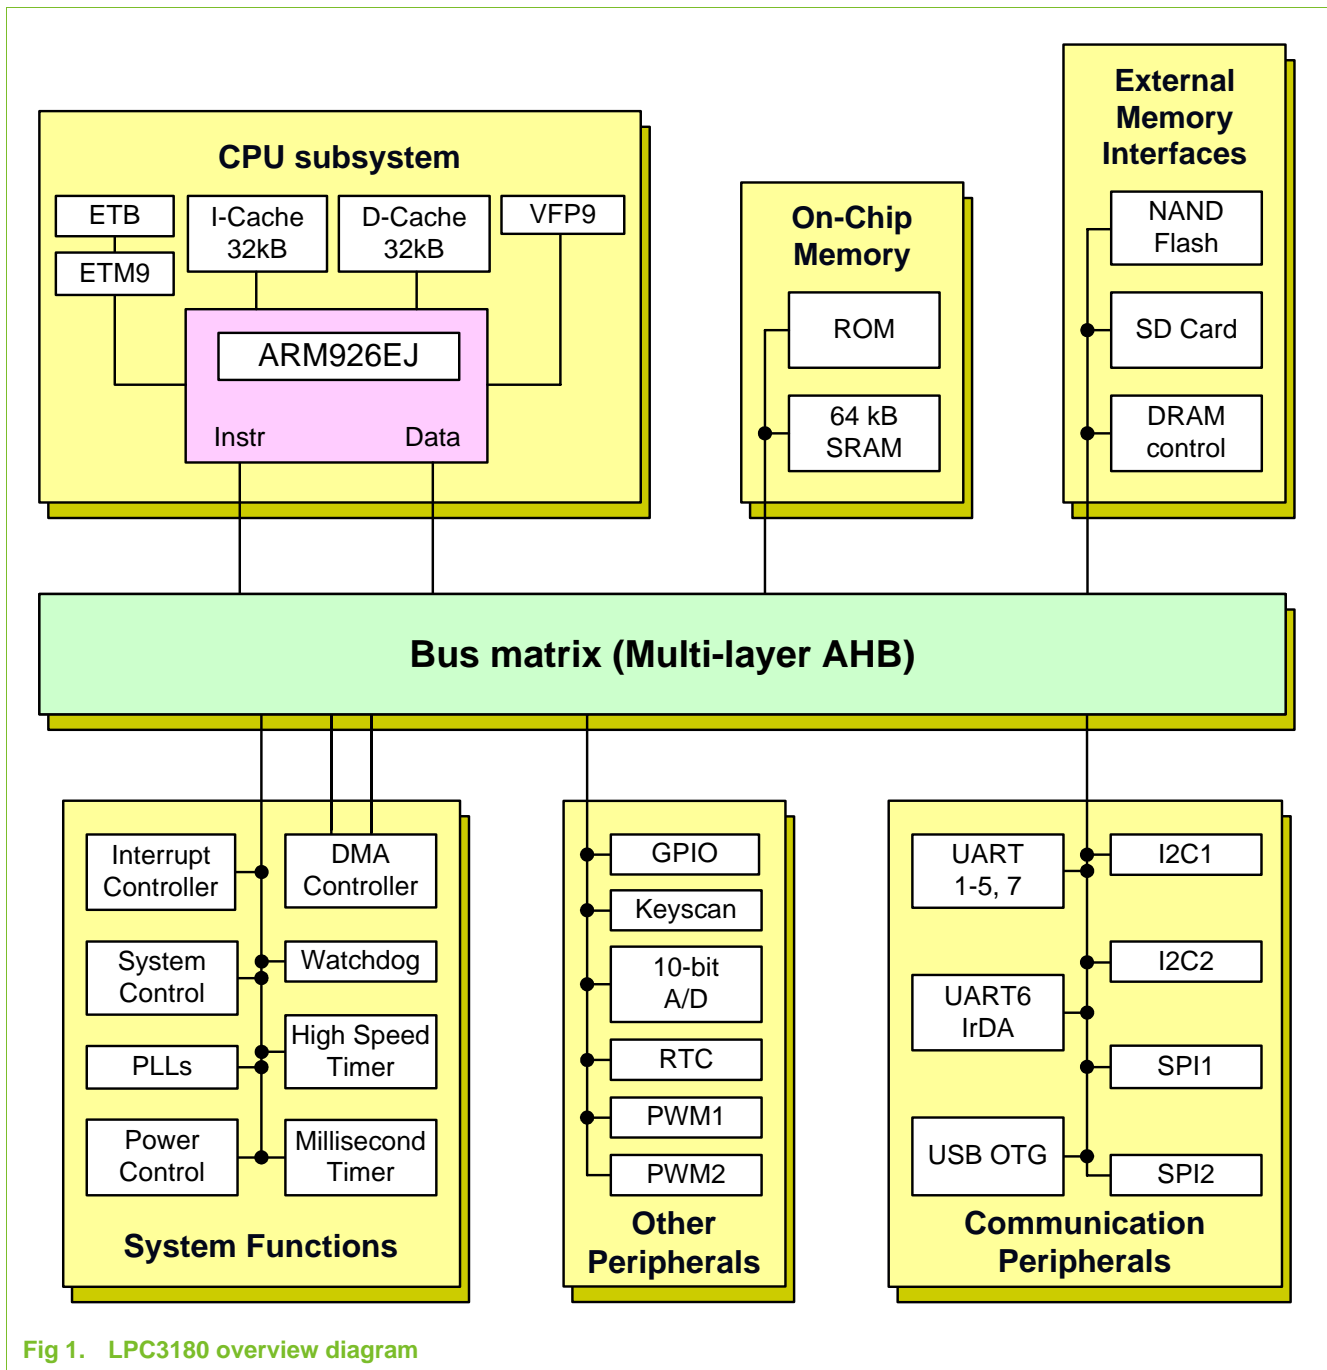 CPU subsystem
ETB
ETM9
I-Cache
32kB
D-Cache
32kB
VFP9
ARM926EJ
Instr
Data
On-Chip
Memory
ROM
64 kB
SRAM
External
Memory
Interfaces
NAND
Flash
SD Card
DRAM
control
Bus matrix (Multi-layer AHB)
Interrupt
Controller
DMA
Controller
System
Control
Watchdog
PLLs
High Speed
Timer
Power
Control
Millisecond
Timer
System Functions
GPIO
Keyscan
10-bit
A/D
RTC
PWM1
PWM2
Other
Peripherals
UART
1-5, 7
I2C1
I2C2
UART6
IrDA
SPI1
USB OTG
SPI2
Communication
Peripherals
Fig 1. LPC3180 overview diagram